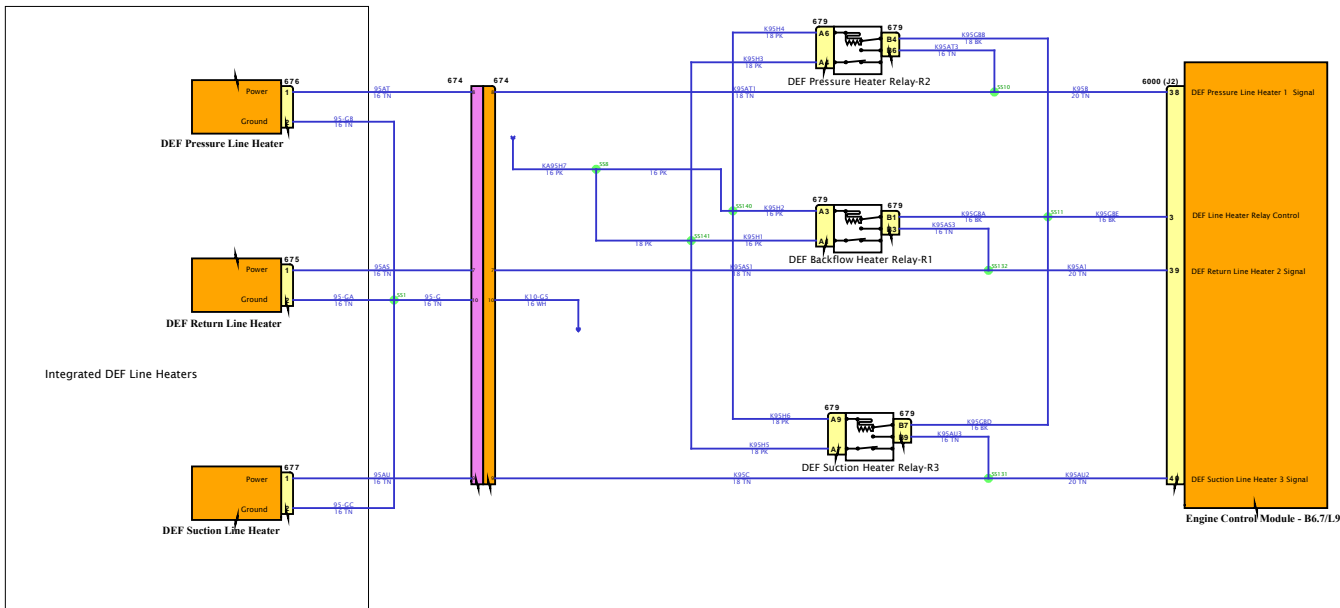 679
679
A6
B4
B6
K95H4
18 PK
K95G8B
18 BK
K95AT3
16 TN
K95H3
18 PK
DEF Pressure Heater Relay-R2
676
674
674
6000 (J2)
Power
1
95AT
16 TN
K95AT1
18 TN
SS10
K95B
20 TN
38
DEF Pressure Line Heater 1 Signal
Ground
95-GB
16 TN
DEF Pressure Line Heater
KA95H7
16 PK
SS8
16 PK
679
679
SS140
K95H2
16 PK
A3
B1
B3
K95G8A
16 BK
K95AS3
16 TN
SS11
K95G8E
16 BK
3
DEF Line Heater Relay Control
18 PK
SS141
K95H1
16 PK
DEF Backflow Heater Relay-R1
675
Power
1
95AS
16 TN
7
7
K95AS1
18 TN
SS132
K95A1
20 TN
39
DEF Return Line Heater 2 Signal
Ground
95-GA
16 TN
SS1
95-G
16 TN
10
10
K10-G5
16 WH
DEF Return Line Heater
Integrated DEF Line Heaters
679
679
K95H6
18 PK
A9
B7
B9
K95G8D
16 BK
K95AU3
16 TN
K95H5
18 PK
DEF Suction Heater Relay-R3
677
Power
1
95AU
16 TN
K95C
18 TN
SS131
K95AU2
20 TN
40
DEF Suction Line Heater 3 Signal
Ground
95-GC
16 TN
DEF Suction Line Heater
Engine Control Module - B6.7/L9